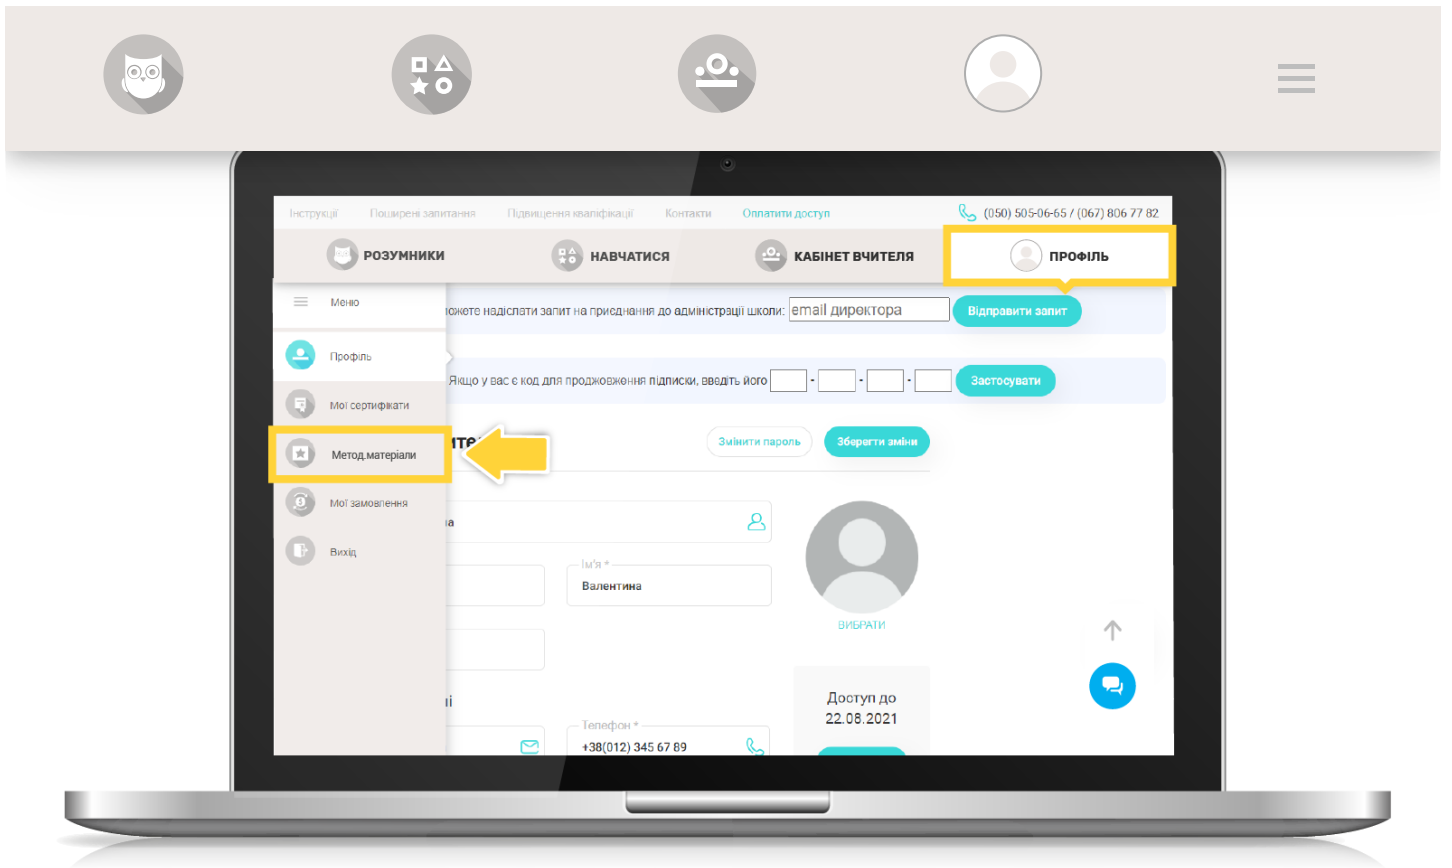 Інструкції Поширені запитання Підвищення кваліфікації Контакти Оплатити доступ (050) 505-06-65 / (067) 806 77 82
РОЗУМНИКИ НАВЧАТИСЯ КАБІНЕТ ВЧИТЕЛЯ ПРОФІЛЬ
Меню
ожете надіслати запит на приєднання до адміністрації школи: email директора Відправити запит
Профіль
Якщо у вас є код для продовження підписки, введіть його - - - Застосувати
Мої сертифікати
ите Змінити пароль Зберегти зміни
Метод.матеріали
Мої замовлення
на
Вихід
Ім'я *
Валентина
ВИБРАТИ
Доступ до
22.08.2021
ні
Телефон *
+38(012) 345 67 89